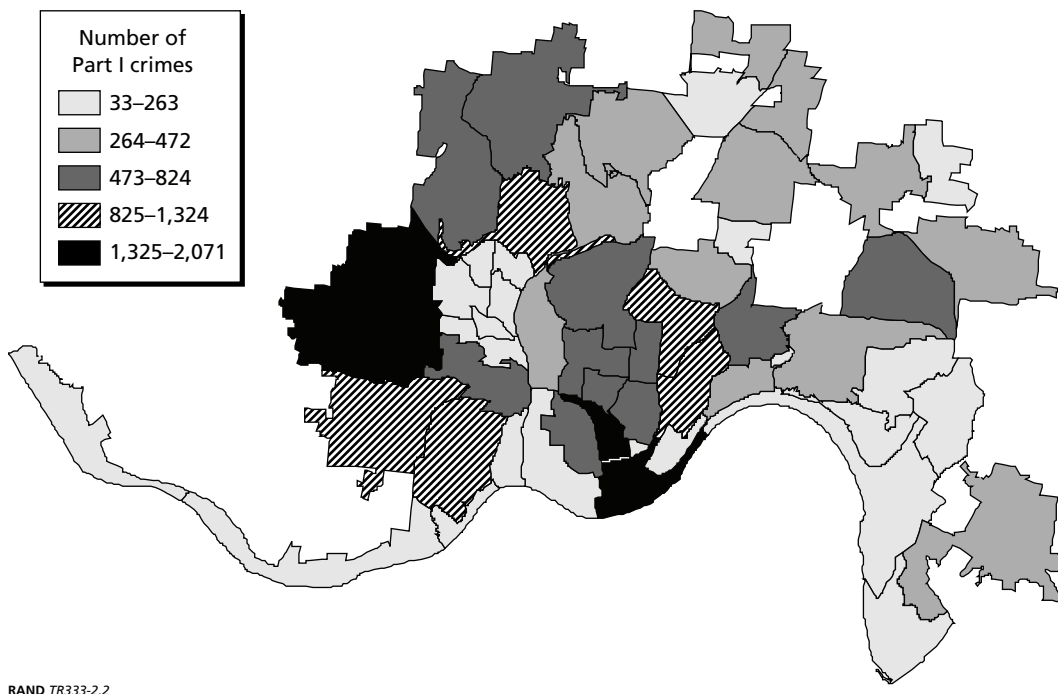 Number of
Part I crimes
33–263
264–472
473–824
825–1,324
1,325–2,071
RAND TR333-2.2